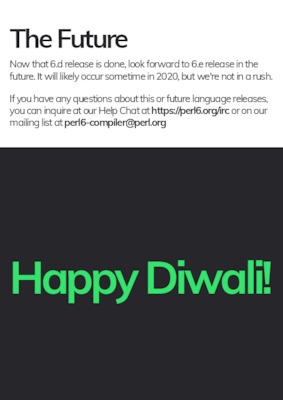 The Future
Now that 6.d release is done, look forward to 6.e release in the
future. It will likely occur sometime in 2020, but we're not in a rush.
If you have any questions about this or future language releases,
you can inquire at our Help Chat at https://perl6.org/irc or on our
mailing list at perl6-compiler@perl.org
Happy Diwali!